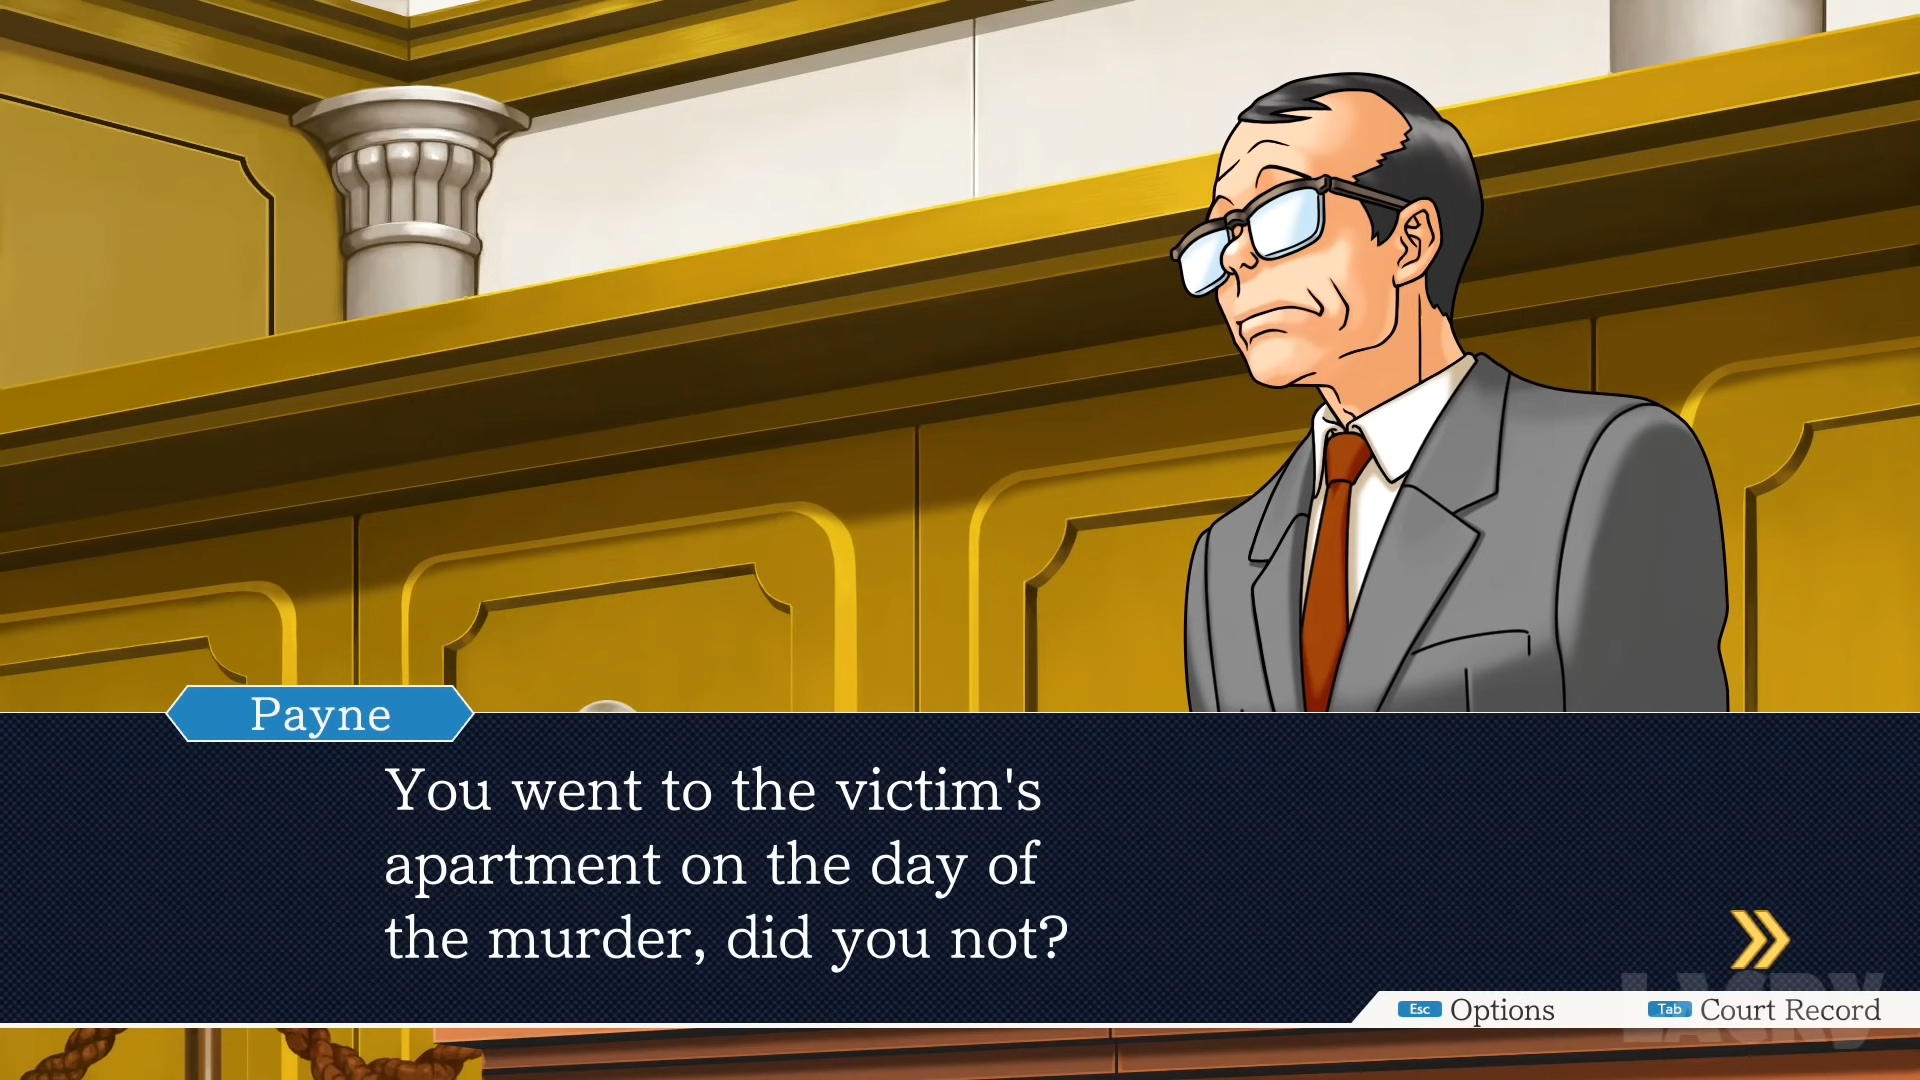 Payne
You went to the victim's
apartment on the day of
the murder, did you not?
Esc Options Tab Court Record
LACRY